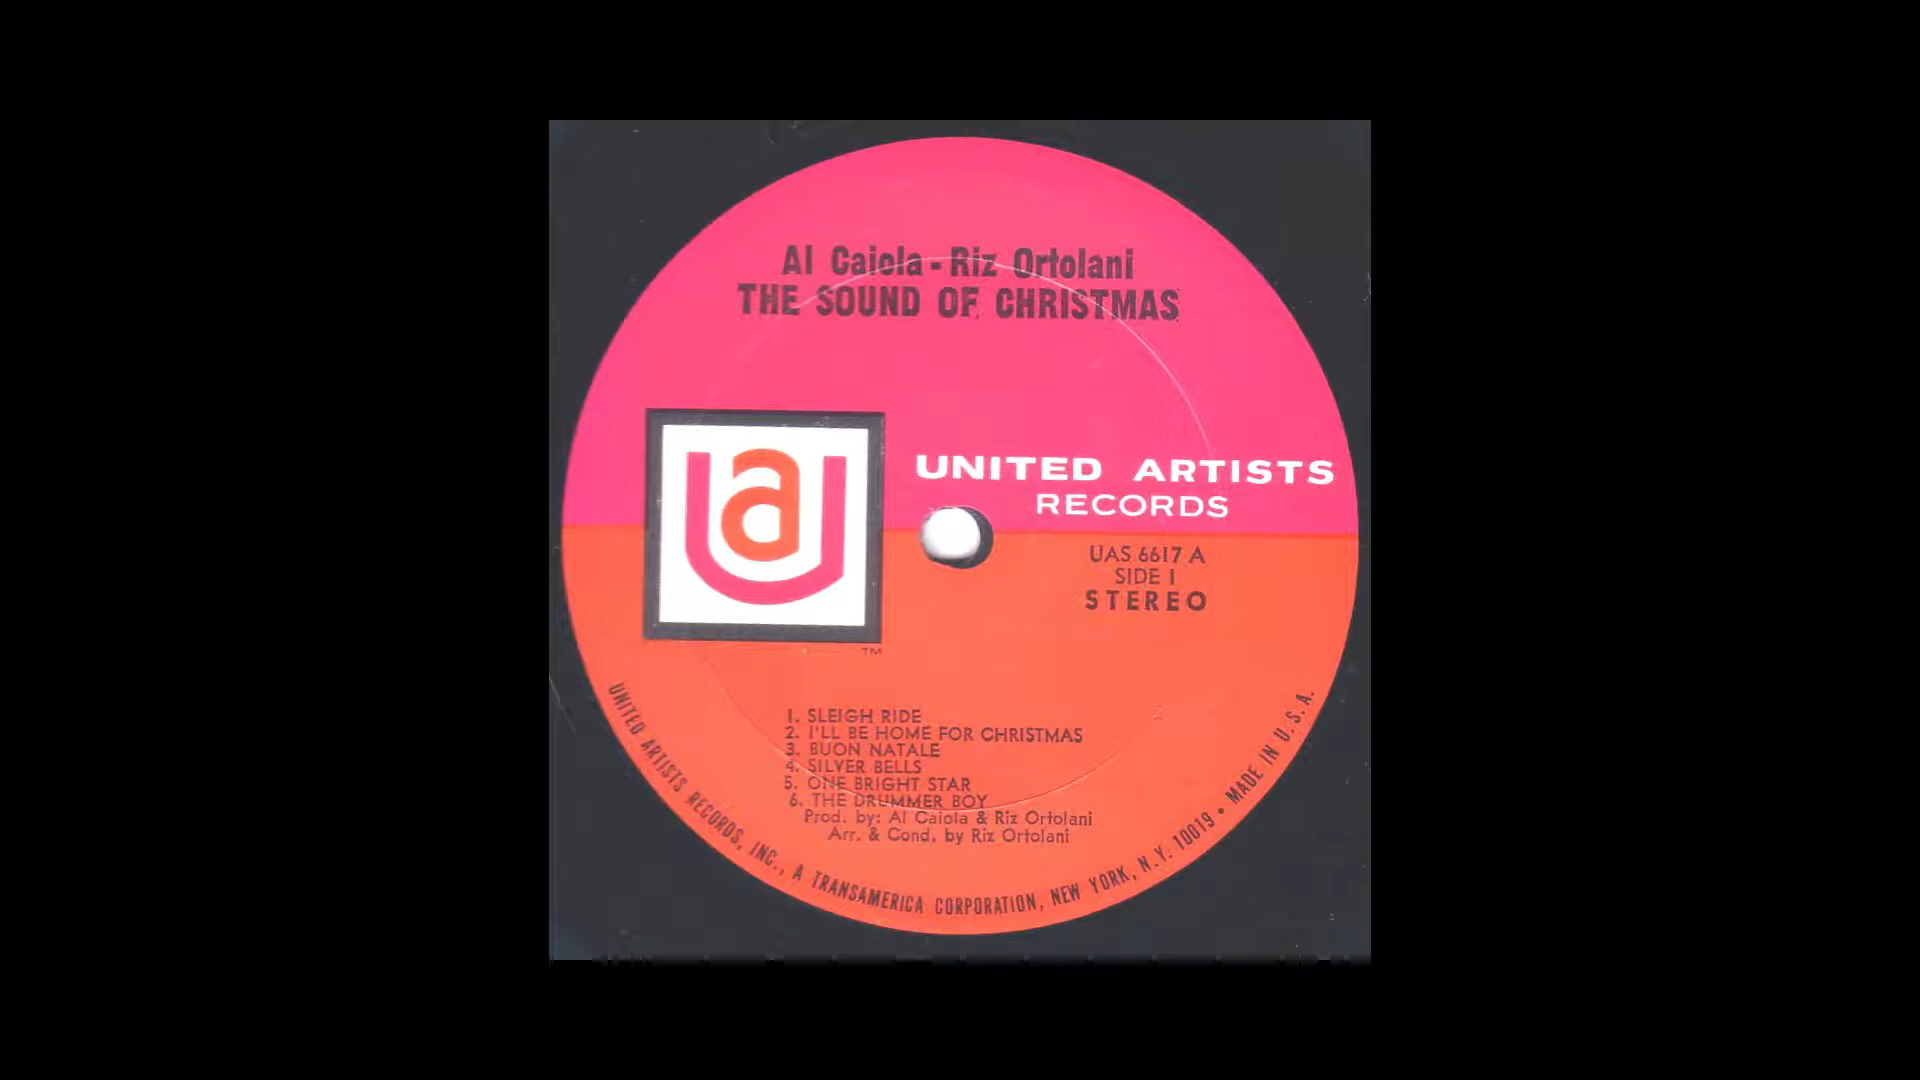 Al Caiola - Riz Ortolani
THE SOUND OF CHRISTMAS
ua
UNITED ARTISTS
RECORDS
UAS 6617 A
SIDE 1
STEREO
TM
1. SLEIGH RIDE
2. I'LL BE HOME FOR CHRISTMAS
3. BUON NATALE
4. SILVER BELLS
5. ONE BRIGHT STAR
6. THE DRUMMER BOY
Prod. by: Al Caiola & Riz Ortolani
Arr. & Cond. by Riz Ortolani
UNITED ARTISTS RECORDS, INC., A TRANSAMERICA CORPORATION, NEW YORK, N.Y. 10019 • MADE IN U.S.A.